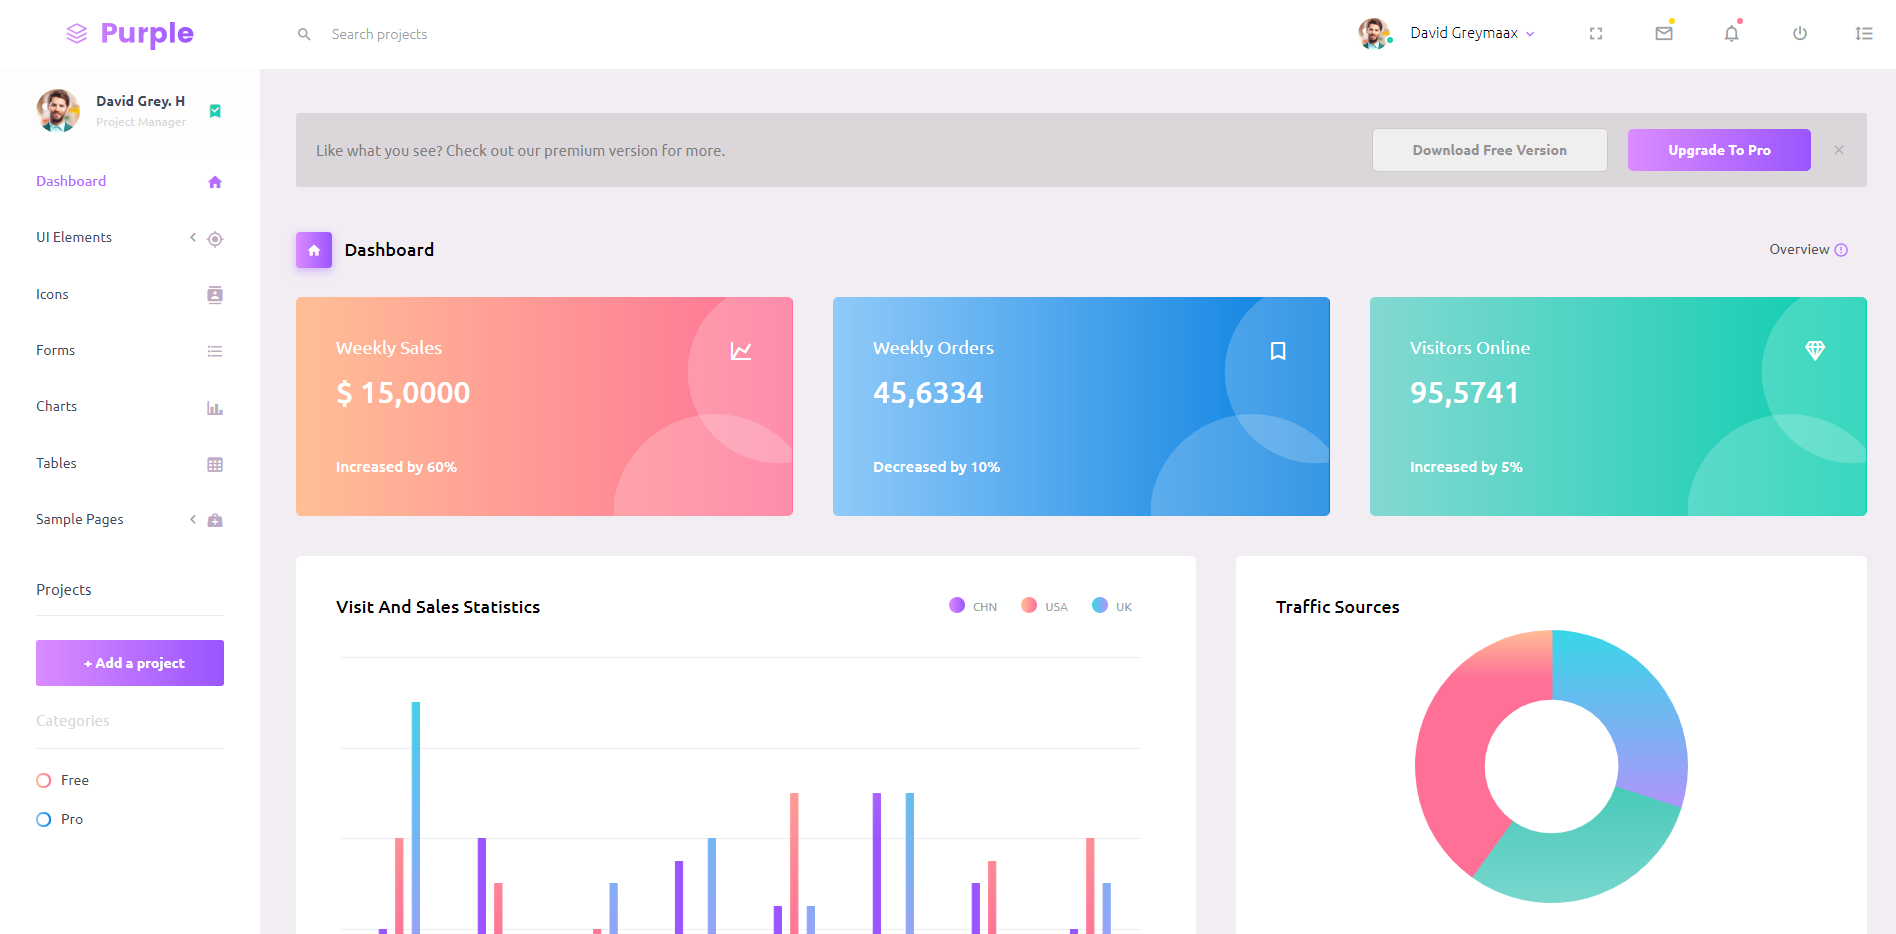 Purple
Search projects
David Greymaax
David Grey. H
Project Manager
Dashboard
UI Elements
Icons
Forms
Charts
Tables
Sample Pages
Projects
+ Add a project
Categories
Free
Pro
Like what you see? Check out our premium version for more.
Download Free Version
Upgrade To Pro
Dashboard
Overview
Weekly Sales
$ 15,0000
Increased by 60%
Weekly Orders
45,6334
Decreased by 10%
Visitors Online
95,5741
Increased by 5%
Visit And Sales Statistics
CHN USA UK
Traffic Sources